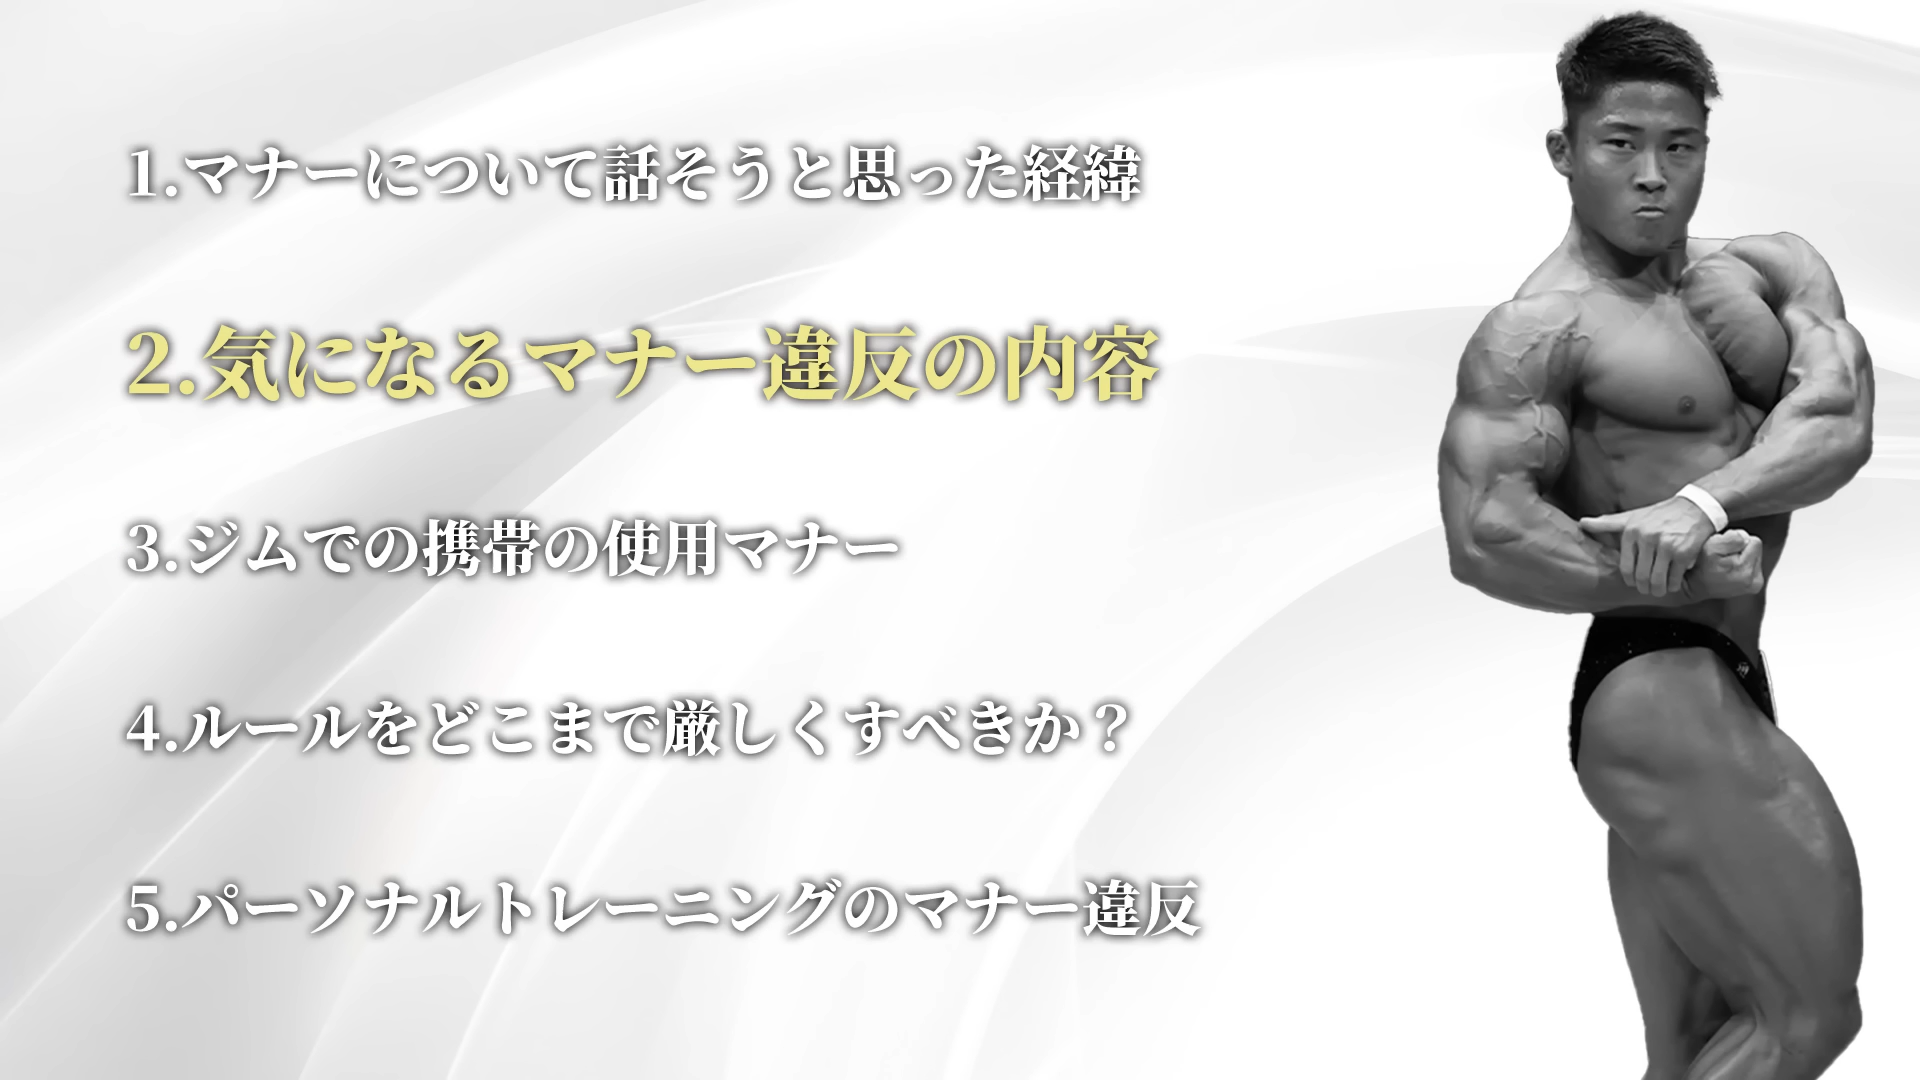 1.マナーについて話そうと思った経緯
2.気になるマナー違反の内容
3.ジムでの携帯の使用マナー
4.ルールをどこまで厳しくすべきか？
5.パーソナルトレーニングのマナー違反